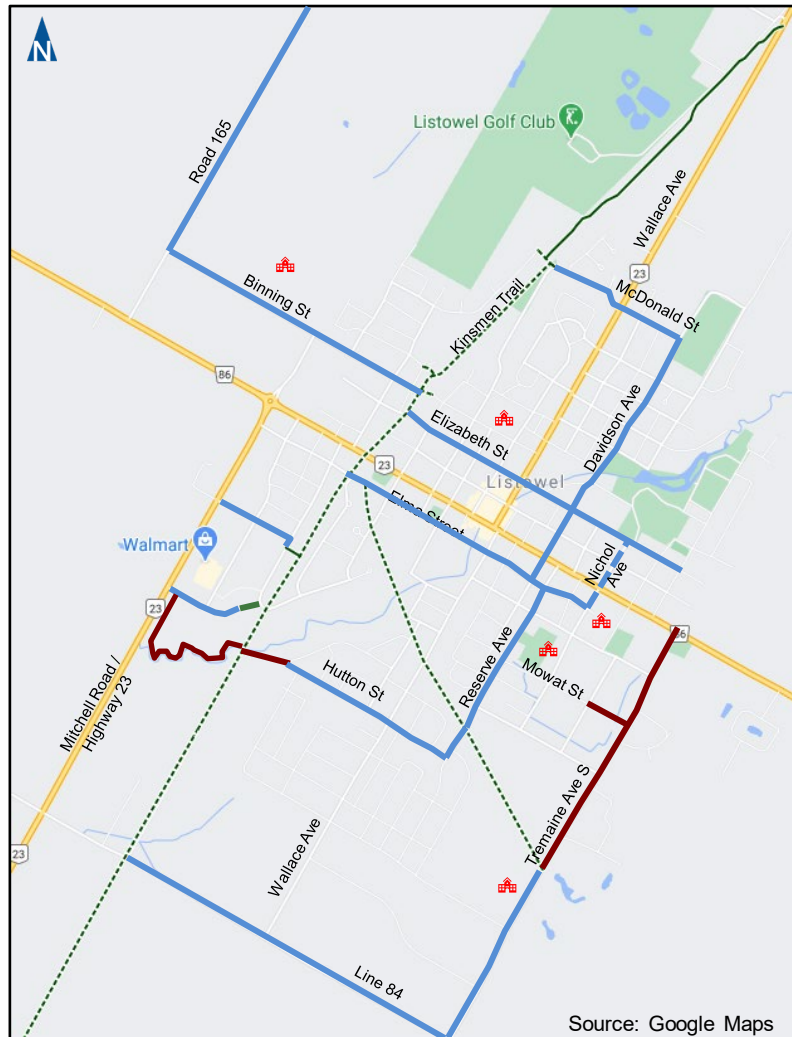 N
Road 165
Listowel Golf Club
Wallace Ave
23
McDonald St
Binning St
Kinsmen Trail
86
Davidson Ave
Elizabeth St
23
Listowel
Elma Street
Walmart
Nichol
Ave
23
86
Reserve Ave
Mowat St
Hutton St
Mitchell Road /
Highway 23
Tremaine Ave S
23
Wallace Ave
Line 84
Source: Google Maps